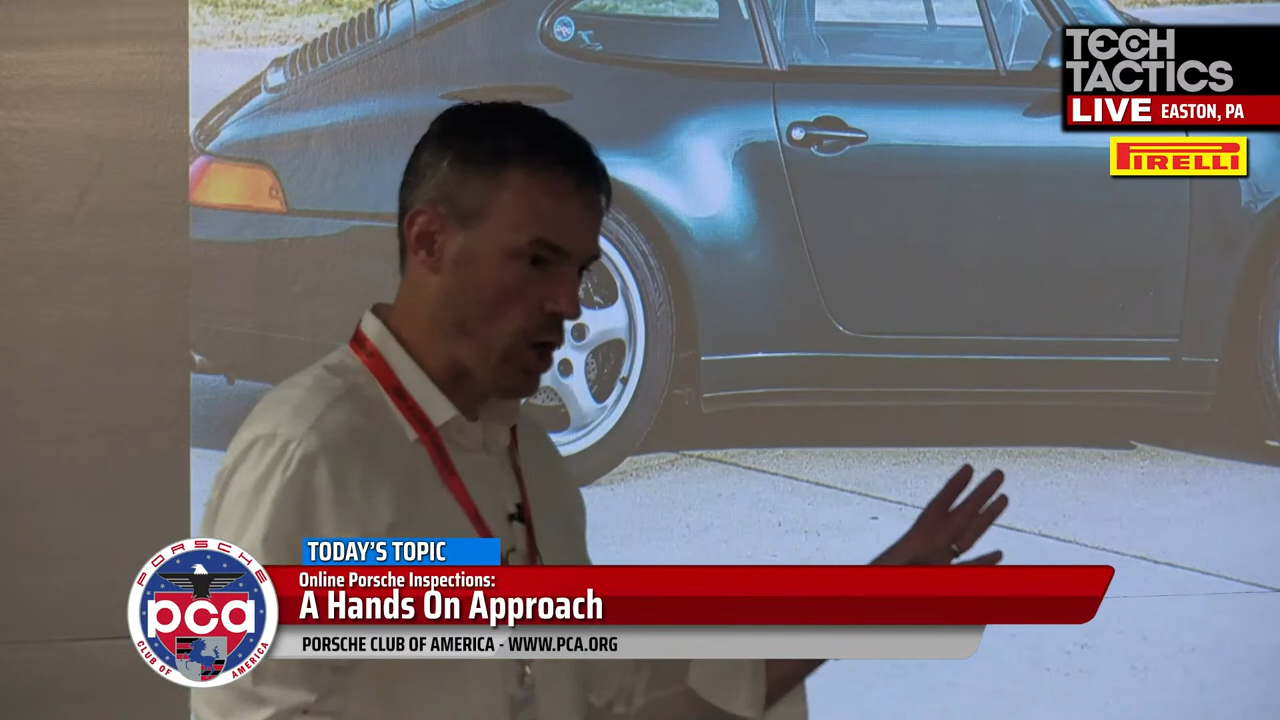 TECH
TACTICS
LIVE EASTON, PA
PIRELLI
TODAY'S TOPIC
Online Porsche Inspections:
A Hands On Approach
PORSCHE CLUB OF AMERICA - WWW.PCA.ORG
PORSCHE
pca
CLUB OF AMERICA